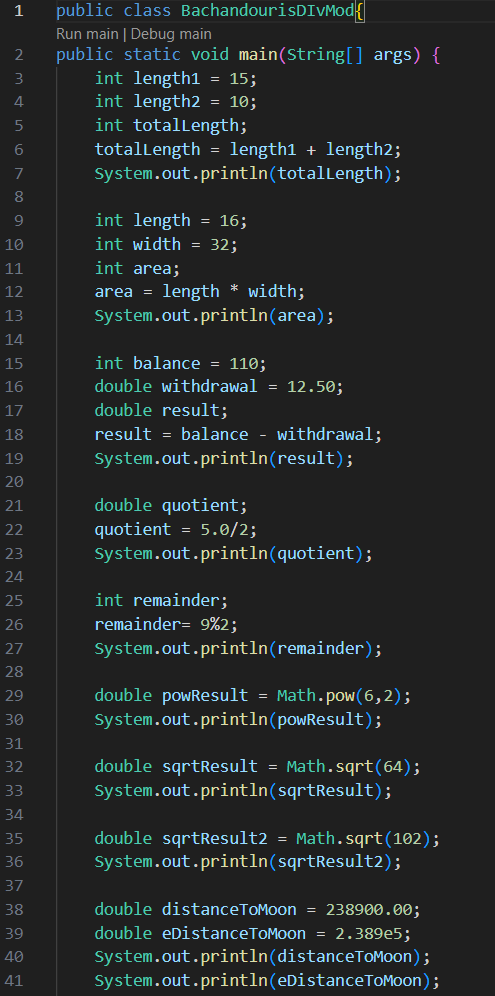 1 public class BachandourisDIvMod{
Run main | Debug main
2 public static void main(String[] args) {
3 int length1 = 15;
4 int length2 = 10;
5 int totalLength;
6 totalLength = length1 + length2;
7 System.out.println(totalLength);
8
9 int length = 16;
10 int width = 32;
11 int area;
12 area = length * width;
13 System.out.println(area);
14
15 int balance = 110;
16 double withdrawal = 12.50;
17 double result;
18 result = balance - withdrawal;
19 System.out.println(result);
20
21 double quotient;
22 quotient = 5.0/2;
23 System.out.println(quotient);
24
25 int remainder;
26 remainder= 9%2;
27 System.out.println(remainder);
28
29 double powResult = Math.pow(6,2);
30 System.out.println(powResult);
31
32 double sqrtResult = Math.sqrt(64);
33 System.out.println(sqrtResult);
34
35 double sqrtResult2 = Math.sqrt(102);
36 System.out.println(sqrtResult2);
37
38 double distanceToMoon = 238900.00;
39 double eDistanceToMoon = 2.389e5;
40 System.out.println(distanceToMoon);
41 System.out.println(eDistanceToMoon);